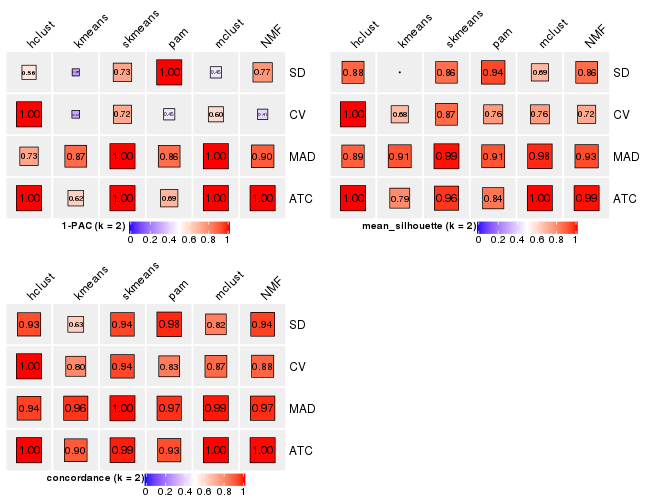 hclust kmeans skmeans pam mclust NMF
0.56 0.73 1.00 0.45 0.77 SD
1.00 0.72 0.45 0.60 0.41 CV
0.73 0.87 1.00 0.86 1.00 0.90 MAD
1.00 0.62 1.00 0.69 1.00 1.00 ATC
1-PAC (k = 2)
0 0.2 0.4 0.6 0.8 1
hclust kmeans skmeans pam mclust NMF
0.88 0.86 0.94 0.69 0.86 SD
1.00 0.68 0.87 0.76 0.76 0.72 CV
0.89 0.91 0.99 0.91 0.98 0.93 MAD
1.00 0.79 0.96 0.84 1.00 0.99 ATC
mean_silhouette (k = 2)
0 0.2 0.4 0.6 0.8 1
hclust kmeans skmeans pam mclust NMF
0.93 0.63 0.94 0.98 0.82 0.94 SD
1.00 0.80 0.94 0.83 0.87 0.88 CV
0.94 0.96 1.00 0.97 0.99 0.97 MAD
1.00 0.90 0.99 0.93 1.00 1.00 ATC
concordance (k = 2)
0 0.2 0.4 0.6 0.8 1